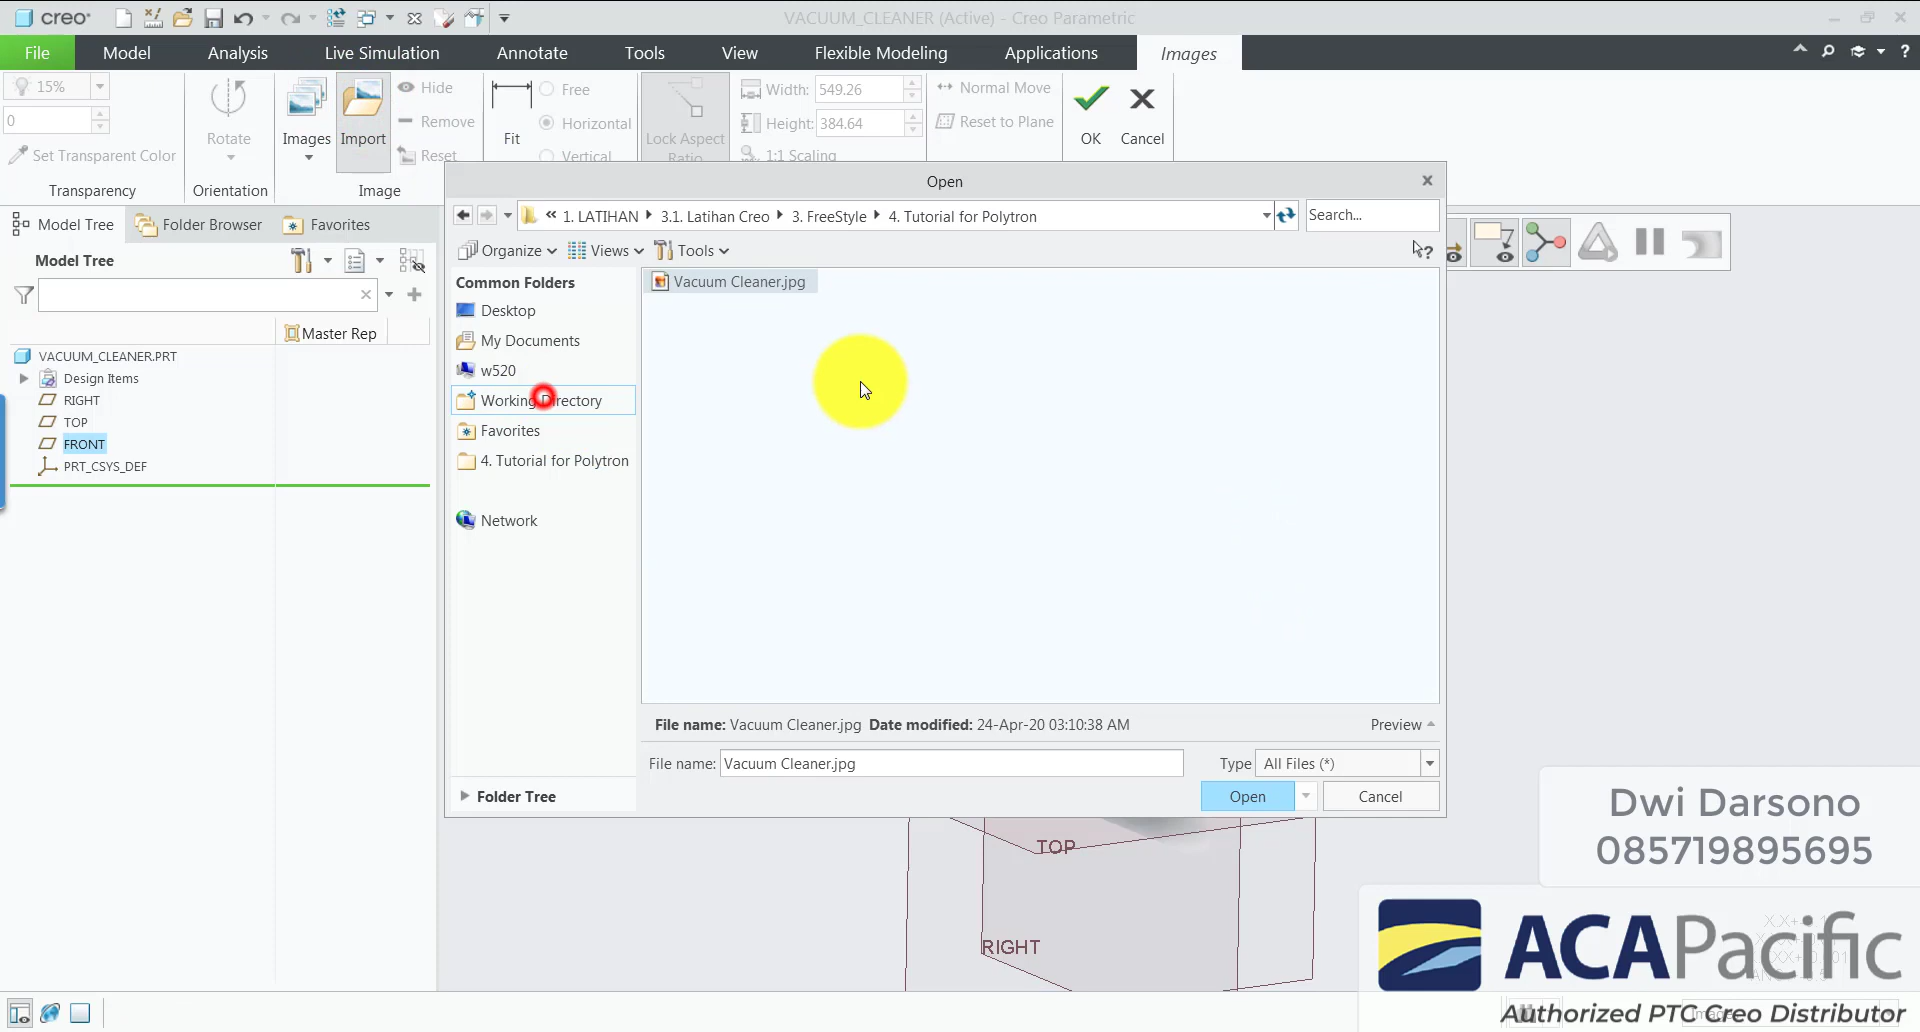 creo
VACUUM_CLEANER (Active) - Creo Parametric
File Model Analysis Live Simulation Annotate Tools View Flexible Modeling Applications Images
15%
0
Set Transparent Color
Transparency
Rotate
Orientation
Images
Import
Hide
Remove
Reset
Image
Fit
Free
Horizontal
Vertical
Lock Aspect
Ratio
Width: 549.26
Height: 384.64
1:1 Scaling
Normal Move
Reset to Plane
OK
Cancel
Model Tree Folder Browser Favorites
Model Tree
Master Rep
VACUUM_CLEANER.PRT
Design Items
RIGHT
TOP
FRONT
PRT_CSYS_DEF
Open
« 1. LATIHAN 3.1. Latihan Creo 3. FreeStyle 4. Tutorial for Polytron
Search...
Organize Views Tools
Common Folders
Desktop
My Documents
w520
Working Directory
Favorites
4. Tutorial for Polytron
Network
Folder Tree
Vacuum Cleaner.jpg
File name: Vacuum Cleaner.jpg Date modified: 24-Apr-20 03:10:38 AM
Preview
File name: Vacuum Cleaner.jpg
Type All Files (*)
Open
Cancel
TOP
RIGHT
Dwi Darsono
085719895695
ACAPacific
Authorized PTC Creo Distributor